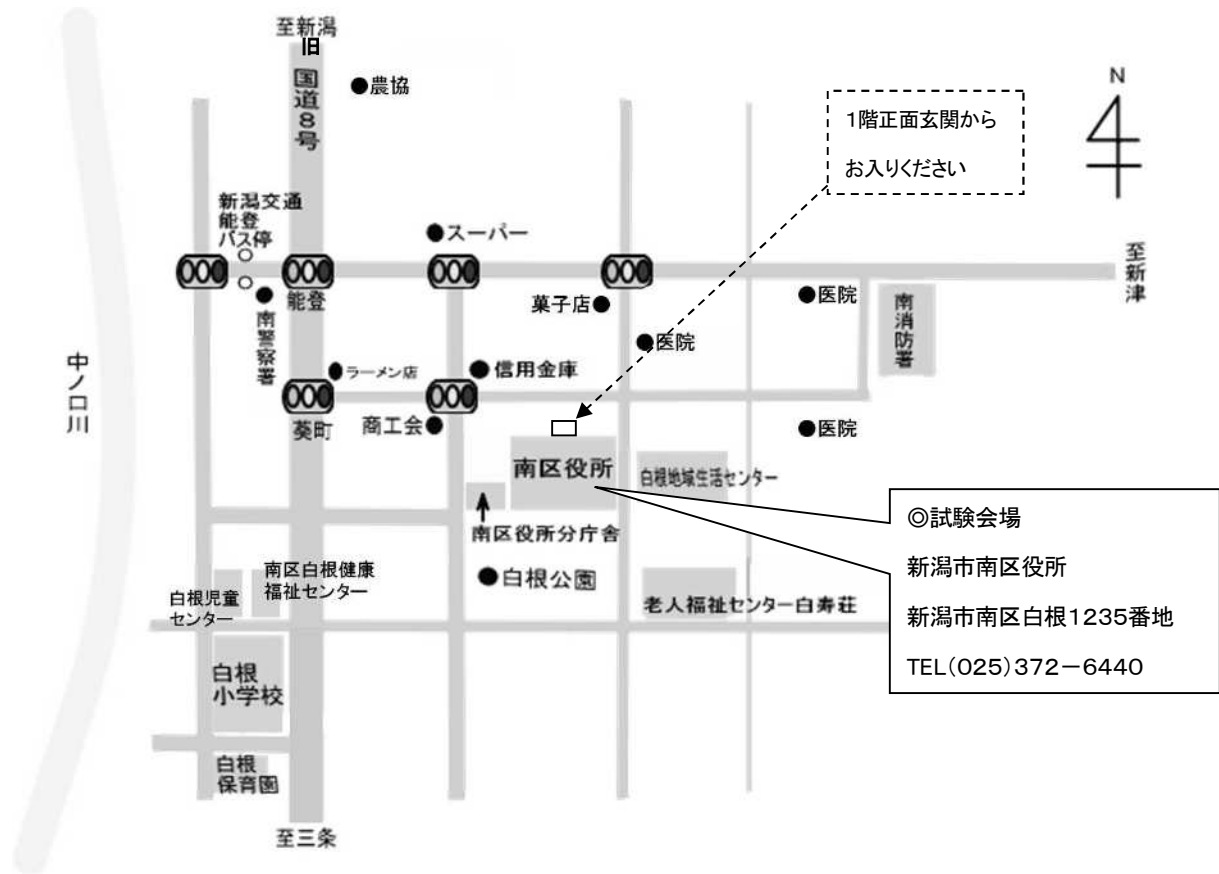 至新潟
旧
国道8号
●農協
N
1階正面玄関から
お入りください
新潟交通
能登
バス停
●スーパー
至新津
能登
菓子店●
●医院
南消防署
南警察署
●医院
中ノ口川
●ラーメン店
●信用金庫
葵町
商工会●
●医院
南区役所
白根地域生活センター
◎試験会場
新潟市南区役所
新潟市南区白根1235番地
TEL(025)372-6440
南区役所分庁舎
南区白根健康
福祉センター
●白根公園
白根児童
センター
老人福祉センター白寿荘
白根
小学校
白根
保育園
至三条